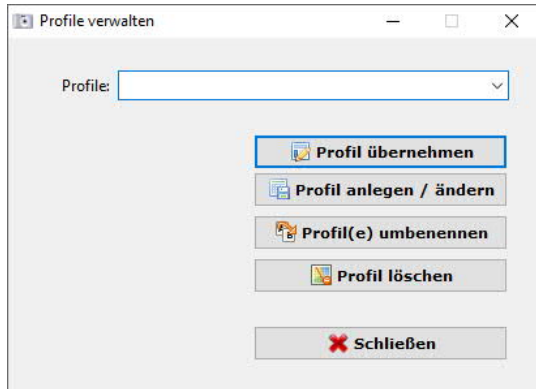 Profile verwalten
Profile:
Profil übernehmen
Profil anlegen / ändern
Profil(e) umbenennen
Profil löschen
Schließen